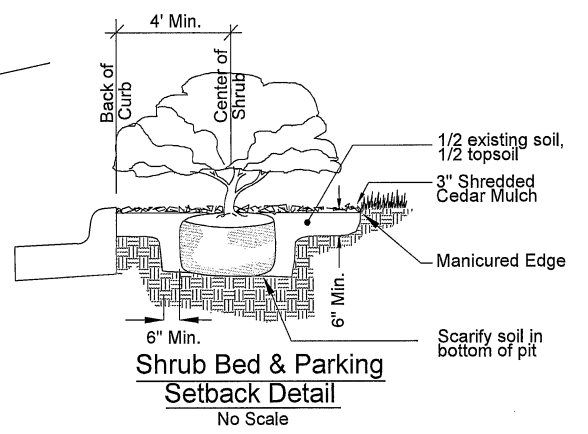 4' Min.
Back of
Curb
Center of
Shrub
1/2 existing soil,
1/2 topsoil
3" Shredded
Cedar Mulch
Manicured Edge
6" Min.
6" Min.
Scarify soil in
bottom of pit
Shrub Bed & Parking
Setback Detail
No Scale